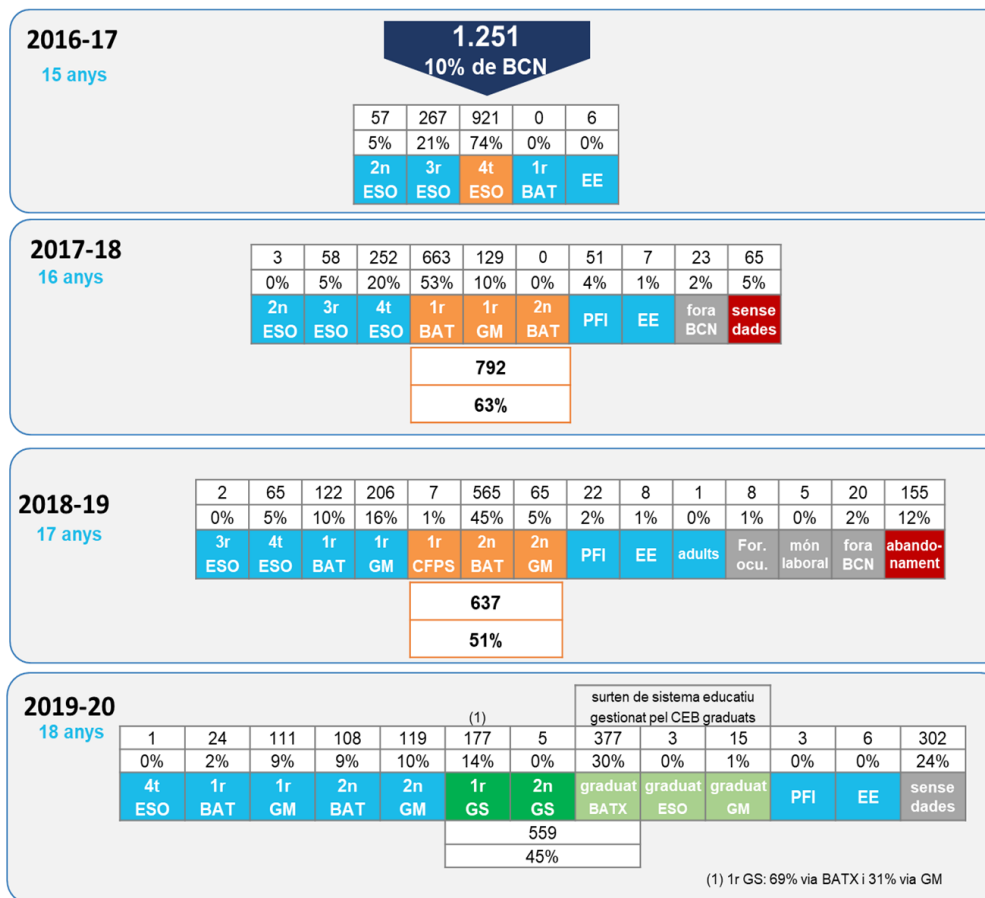 2016-17
15 anys
1.251
10% de BCN
57 267 921 0 6
5% 21% 74% 0% 0%
2n 3r 4t 1r EE
ESO ESO ESO BAT
2017-18
16 anys
3 58 252 663 129 0 51 7 23 65
0% 5% 20% 53% 10% 0% 4% 1% 2% 5%
2n 3r 4t 1r 1r 2n PFI EE fora sense
ESO ESO ESO BAT GM BAT BCN dades
792
63%
2018-19
17 anys
2 65 122 206 7 565 65 22 8 1 8 5 20 155
0% 5% 10% 16% 1% 45% 5% 2% 1% 0% 1% 0% 2% 12%
3r 4t 1r 1r 1r 2n 2n PFI EE adults For. món fora abando-
ESO ESO BAT GM CFPS BAT GM ocu. laboral BCN nament
637
51%
2019-20
18 anys
surten de sistema educatiu
(1) gestionat pel CEB graduats
1 24 111 108 119 177 5 377 3 15 3 6 302
0% 2% 9% 9% 10% 14% 0% 30% 0% 1% 0% 0% 24%
4t 1r 1r 2n 2n 1r 2n graduat graduat graduat PFI EE sense
ESO BAT GM BAT GM GS GS BATX ESO GM dades
559
45%
(1) 1r GS: 69% via BATX i 31% via GM